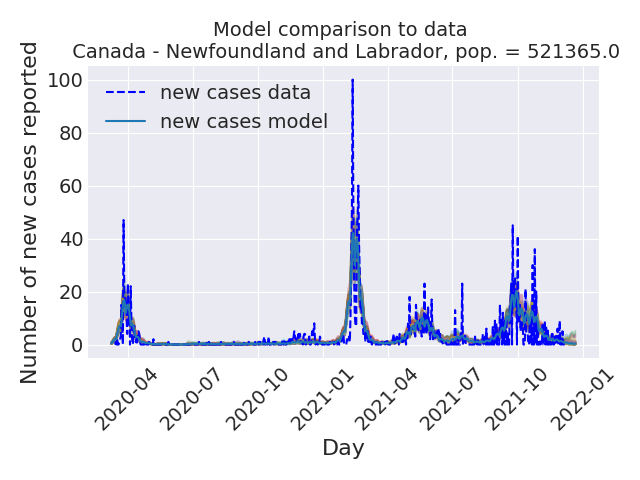 Model comparison to data
Canada - Newfoundland and Labrador, pop. = 521365.0
Number of new cases reported
100
80
60
40
20
0
new cases data
new cases model
2020-04
2020-07
2020-10
2021-01
2021-04
2021-07
2021-10
2022-01
Day